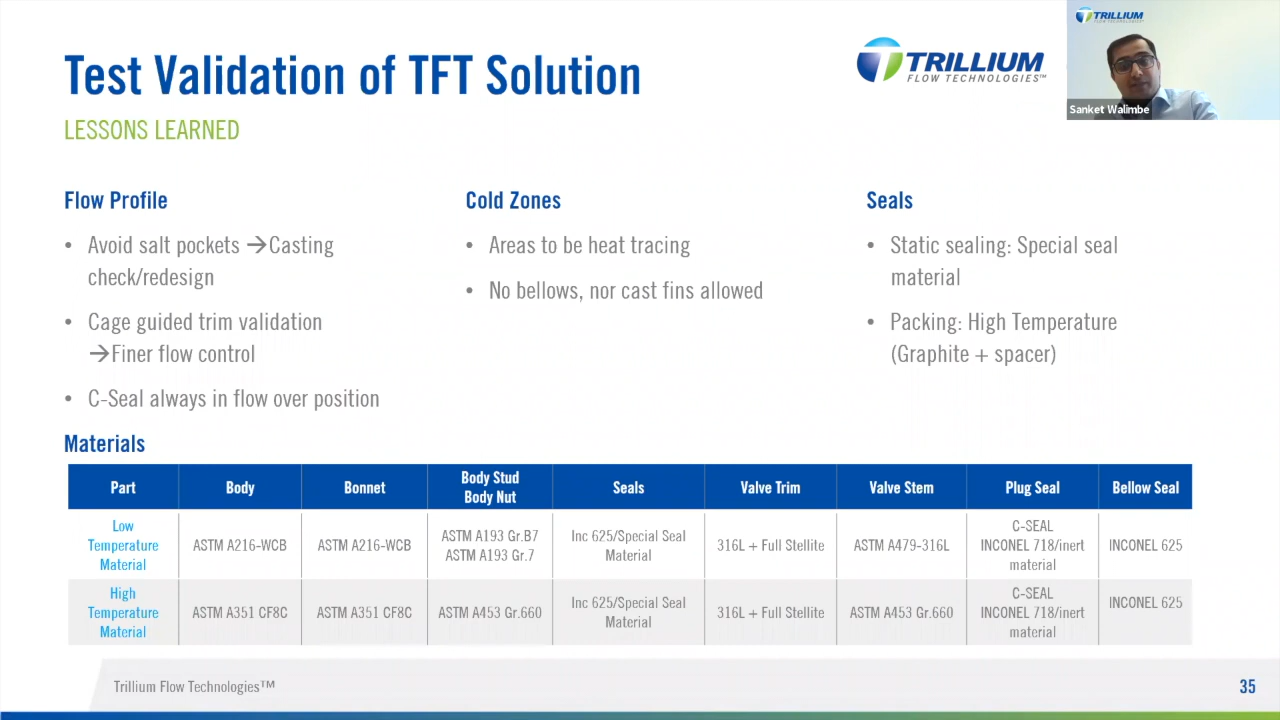 Test Validation of TFT Solution
LESSONS LEARNED
TRILLIUM
FLOW TECHNOLOGIES™
TRILLIUM
FLOW TECHNOLOGIES
Sanket Walimbe
Flow Profile
• Avoid salt pockets →Casting
check/redesign
• Cage guided trim validation
→Finer flow control
• C-Seal always in flow over position
Cold Zones
• Areas to be heat tracing
• No bellows, nor cast fins allowed
Seals
• Static sealing: Special seal
material
• Packing: High Temperature
(Graphite + spacer)
Materials
Part Body Bonnet Body Stud Body Nut Seals Valve Trim Valve Stem Plug Seal Bellow Seal
Low
Temperature
Material
ASTM A216-WCB
ASTM A216-WCB
ASTM A193 Gr.B7
ASTM A193 Gr.7
Inc 625/Special Seal
Material
316L + Full Stellite
ASTM A479-316L
C-SEAL
INCONEL 718/inert
material
INCONEL 625
High
Temperature
Material
ASTM A351 CF8C
ASTM A351 CF8C
ASTM A453 Gr.660
Inc 625/Special Seal
Material
316L + Full Stellite
ASTM A453 Gr.660
C-SEAL
INCONEL 718/inert
material
INCONEL 625
Trillium Flow Technologies™
35